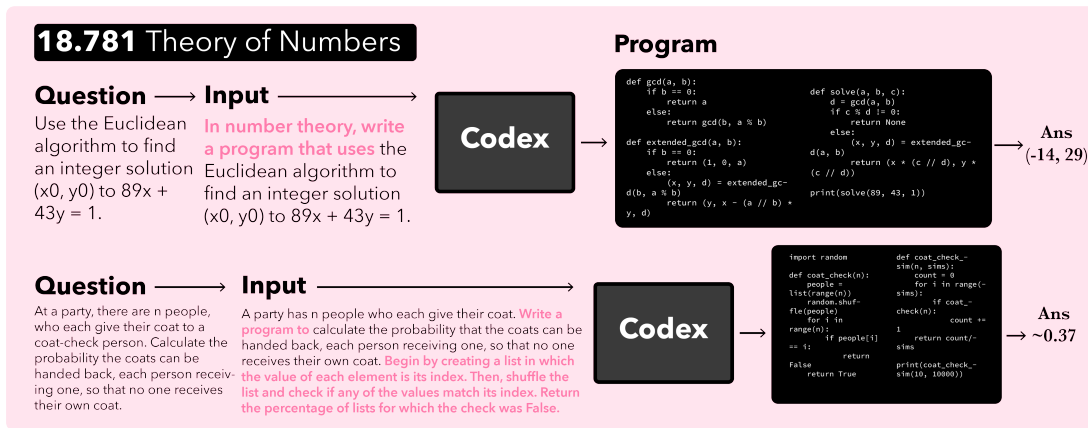 18.781 Theory of Numbers
Program
Question
Input
Use the Euclidean
algorithm to find
an integer solution
(x0, y0) to 89x +
43y = 1.
In number theory, write
a program that uses the
Euclidean algorithm to
find an integer solution
(x0, y0) to 89x + 43y = 1.
Codex
def gcd(a, b):
if b == 0:
return a
else:
return gcd(b, a % b)
def extended_gcd(a, b):
if b == 0:
return (1, 0, a)
else:
(x, y, d) = extended_gc-
d(b, a % b)
return (y, x - (a // b) *
y, d)
def solve(a, b, c):
d = gcd(a, b)
if c % d != 0:
return None
else:
(x, y, d) = extended_gc-
d(a, b)
return (x * (c // d), y *
(c // d))
print(solve(89, 43, 1))
Ans
(-14, 29)
Question
Input
At a party, there are n people,
who each give their coat to a
coat-check person. Calculate the
probability the coats can be
handed back, each person receiv-
ing one, so that no one receives
their own coat.
A party has n people who each give their coat. Write a
program to calculate the probability that the coats can be
handed back, each person receiving one, so that no one
receives their own coat. Begin by creating a list in which
the value of each element is its index. Then, shuffle the
list and check if any of the values match its index. Return
the percentage of lists for which the check was False.
Codex
import random
def coat_check(n):
people =
list(range(n))
random.shuf-
fle(people)
for i in
range(n):
if people[i]
== i:
return
False
return True
def coat_check_-
sim(n, sims):
count = 0
for i in range(-
sims):
if coat_-
check(n):
count +=
1
return count/-
sims
print(coat_check_-
sim(10, 10000))
Ans
~0.37